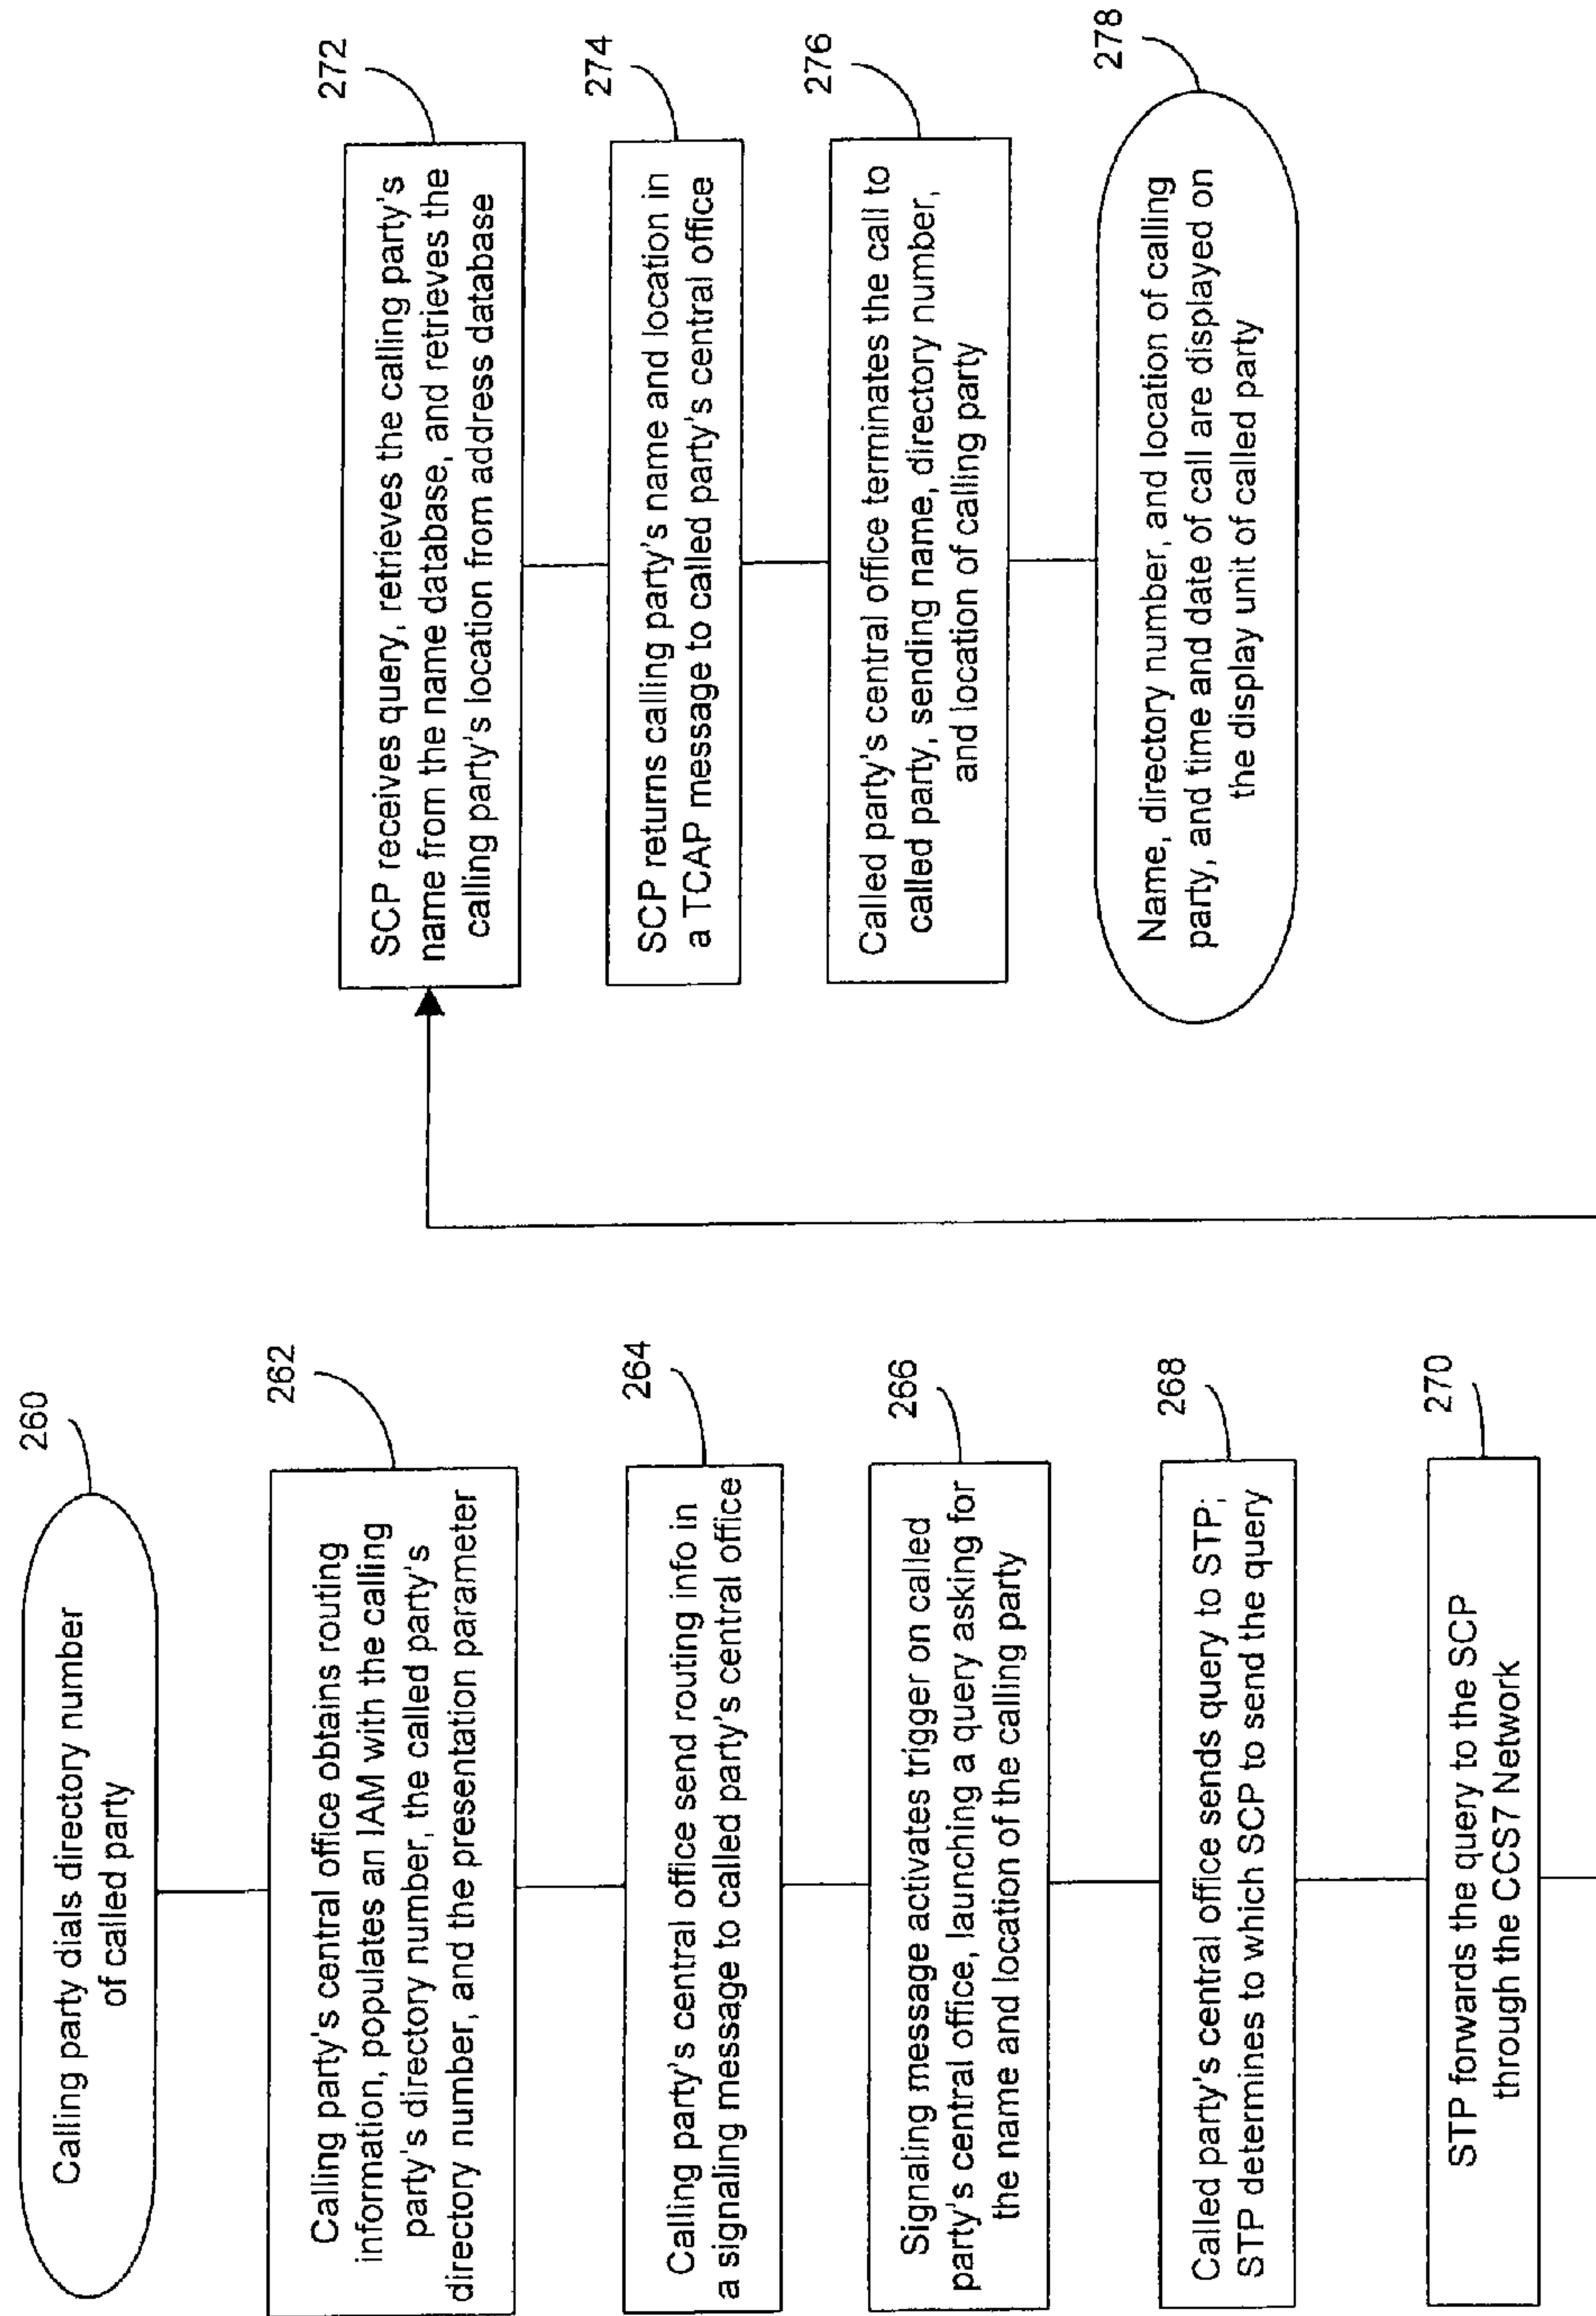 260
Calling party dials directory number
of called party
262
Calling party's central office obtains routing
information, populates an IAM with the calling
party's directory number, the called party's
directory number, and the presentation parameter
264
Calling party's central office send routing info in
a signaling message to called party's central office
266
Signaling message activates trigger on called
party's central office, launching a query asking for
the name and location of the calling party
268
Called party's central office sends query to STP;
STP determines to which SCP to send the query
270
STP forwards the query to the SCP
through the CCS7 Network
272
SCP receives query, retrieves the calling party's
name from the name database, and retrieves the
calling party's location from address database
274
SCP returns calling party's name and location in
a TCAP message to called party's central office
276
Called party's central office terminates the call to
called party, sending name, directory number,
and location of calling party
278
Name, directory number, and location of calling
party, and time and date of call are displayed on
the display unit of called party